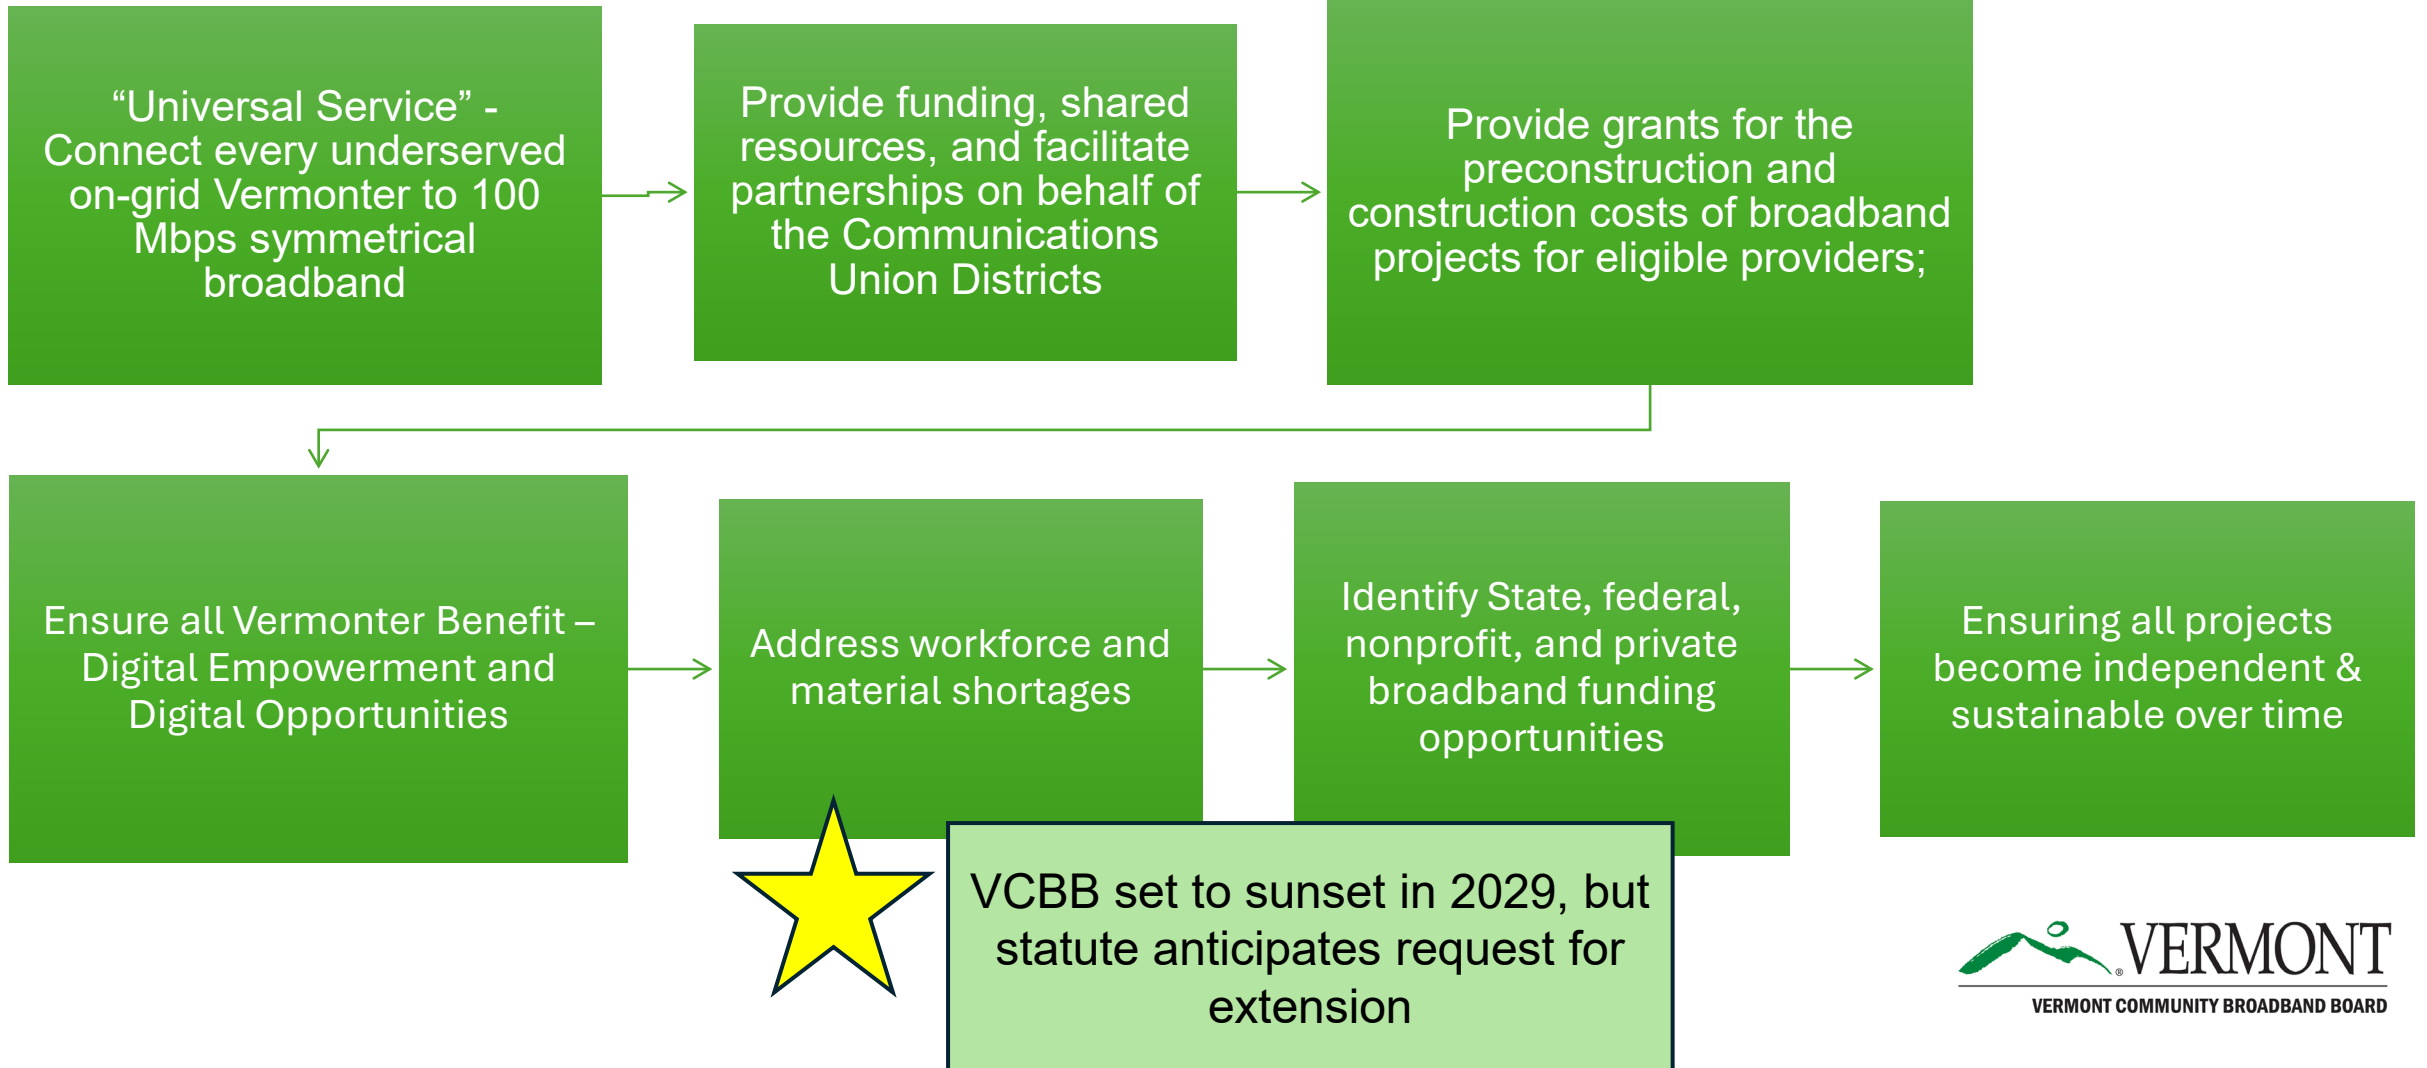 “Universal Service” -
Connect every underserved
on-grid Vermonter to 100
Mbps symmetrical
broadband
Provide funding, shared
resources, and facilitate
partnerships on behalf of
the Communications
Union Districts
Provide grants for the
preconstruction and
construction costs of broadband
projects for eligible providers;
Ensure all Vermonter Benefit –
Digital Empowerment and
Digital Opportunities
Address workforce and
material shortages
Identify State, federal,
nonprofit, and private
broadband funding
opportunities
Ensuring all projects
become independent &
sustainable over time
VCBB set to sunset in 2029, but
statute anticipates request for
extension
® VERMONT
VERMONT COMMUNITY BROADBAND BOARD